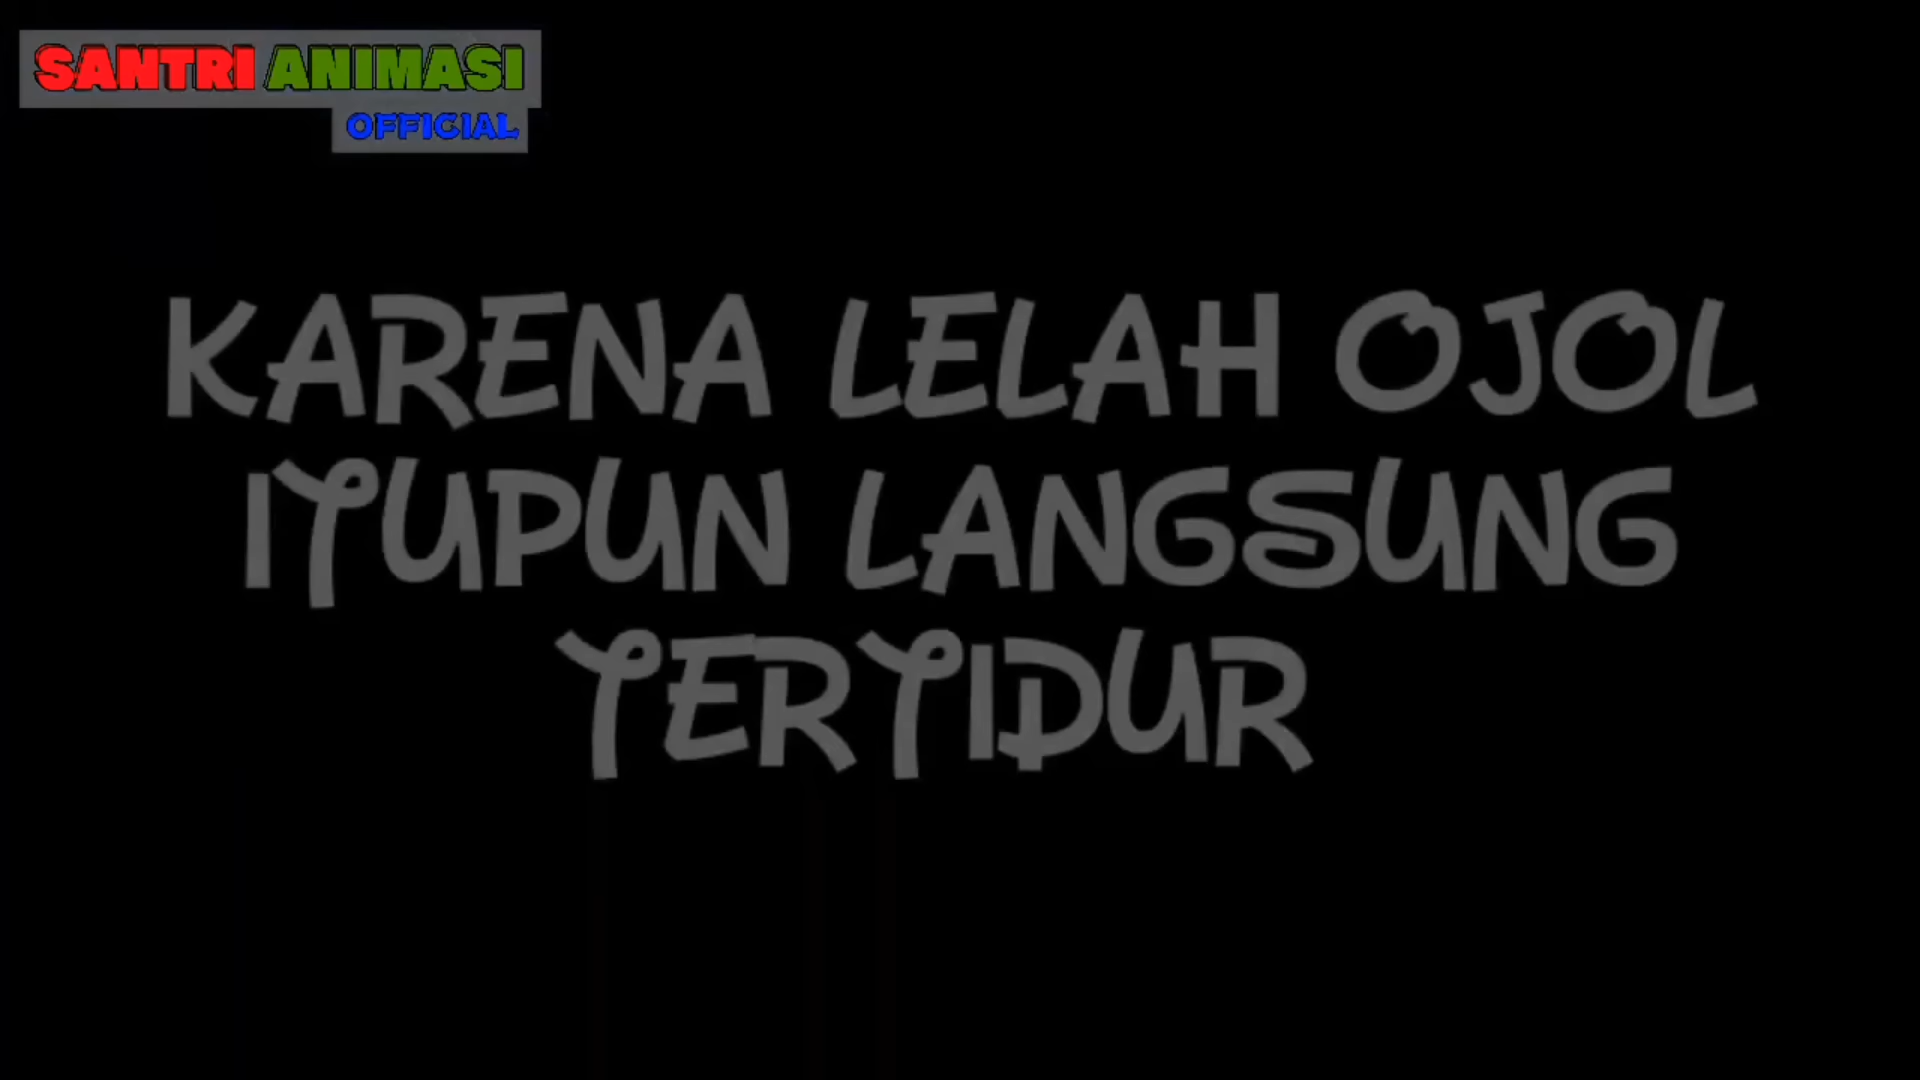 SANTRI ANIMASI
OFFICIAL
KARENA LELAH OJOL
ITUPUN LANGSUNG
TERTIDUR